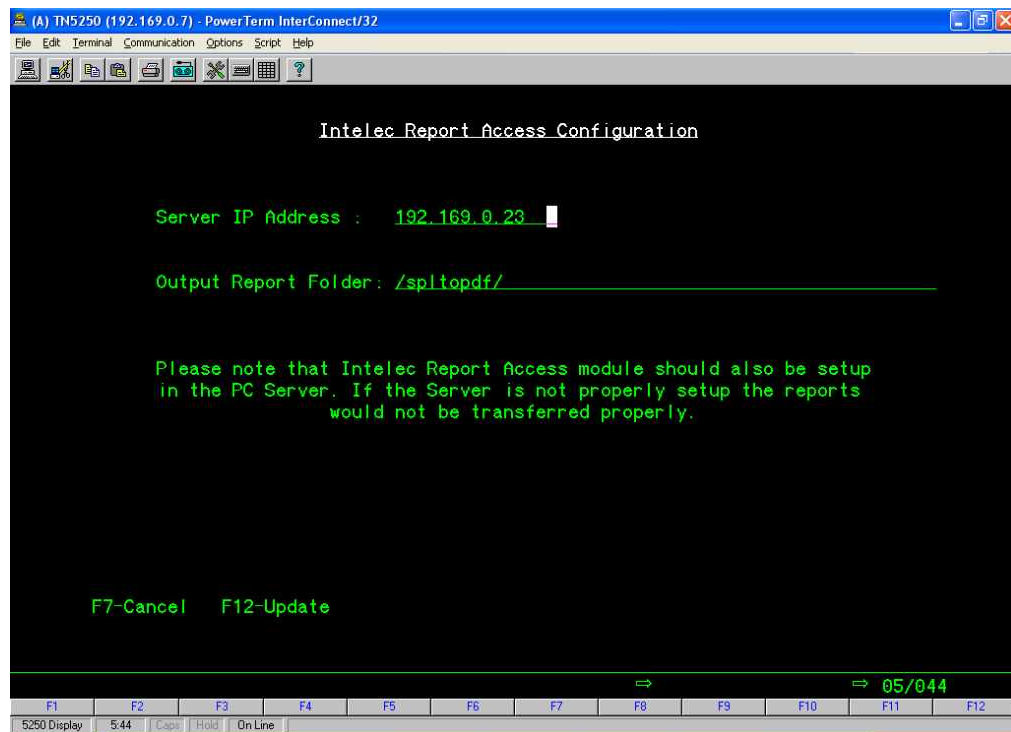 (A) TN5250 (192.169.0.7) - PowerTerm InterConnect/32
File Edit Terminal Communication Options Script Help
Intelec Report Access Configuration
Server IP Address : 192.169.0.23
Output Report Folder: /spltopdf/
Please note that Intelec Report Access module should also be setup
in the PC Server. If the Server is not properly setup the reports
would not be transferred properly.
F7-Cancel F12-Update
⇒ ⇒ 05/044
F1 F2 F3 F4 F5 F6 F7 F8 F9 F10 F11 F12
5250 Display 5:44 Caps Hold On Line